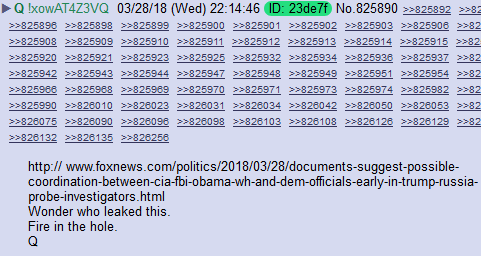 Q !xowAT4Z3VQ 03/28/18 (Wed) 22:14:46 ID: 23de7f No.825890 >>825892 >>82
>>825896 >>825898 >>825899 >>825900 >>825901 >>825902 >>825903 >>825906 >>82
>>825908 >>825909 >>825910 >>825911 >>825912 >>825913 >>825914 >>825915 >>82
>>825920 >>825921 >>825923 >>825925 >>825934 >>825936 >>825937 >>82
>>825942 >>825943 >>825944 >>825947 >>825948 >>825949 >>825951 >>825954 >>82
>>825966 >>825968 >>825969 >>825970 >>825971 >>825973 >>825974 >>825982 >>82
>>825990 >>826010 >>826023 >>826031 >>826034 >>826042 >>826050 >>826053 >>82
>>826075 >>826090 >>826096 >>826098 >>826103 >>826108 >>826126 >>826129 >>82
>>826132 >>826135 >>826256
http:// www.foxnews.com/politics/2018/03/28/documents-suggest-possible-
coordination-between-cia-fbi-obama-wh-and-dem-officials-early-in-trump-russia-
probe-investigators.html
Wonder who leaked this.
Fire in the hole.
Q